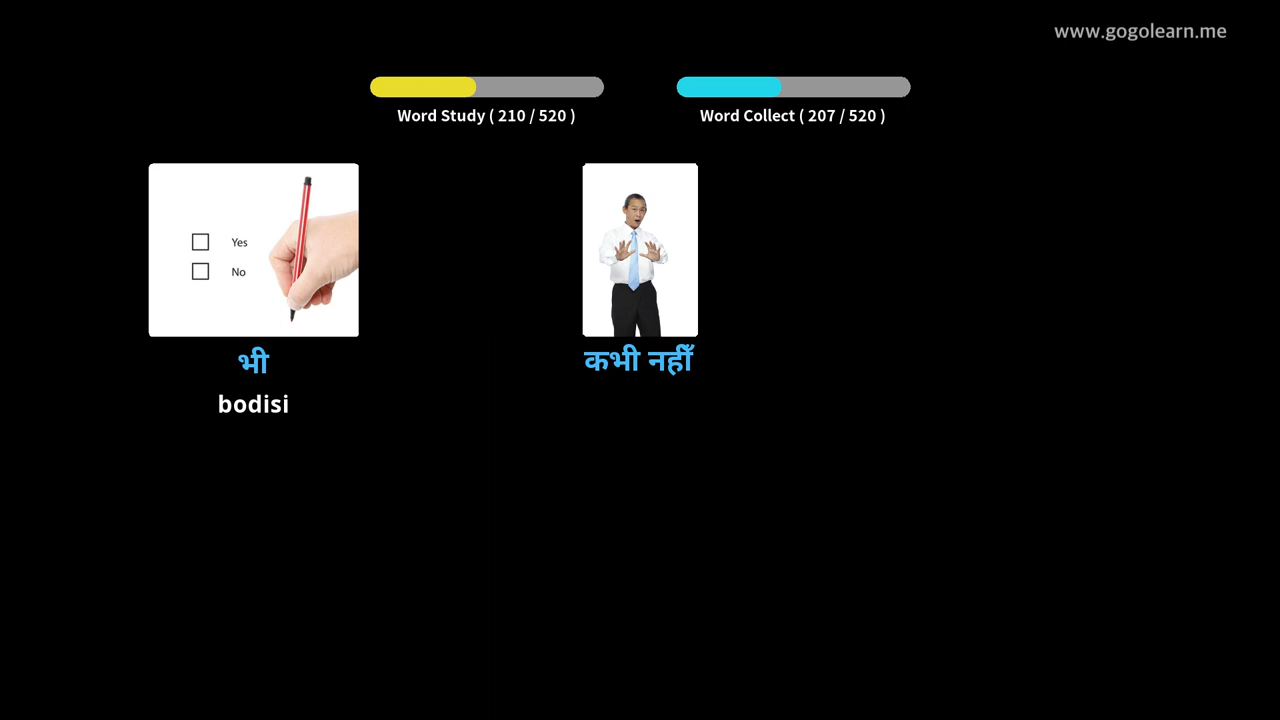 www.gogolearn.me
Word Study ( 210 / 520 )
Word Collect ( 207 / 520 )
Yes
No
भी
कभी नहीँ
bodisi